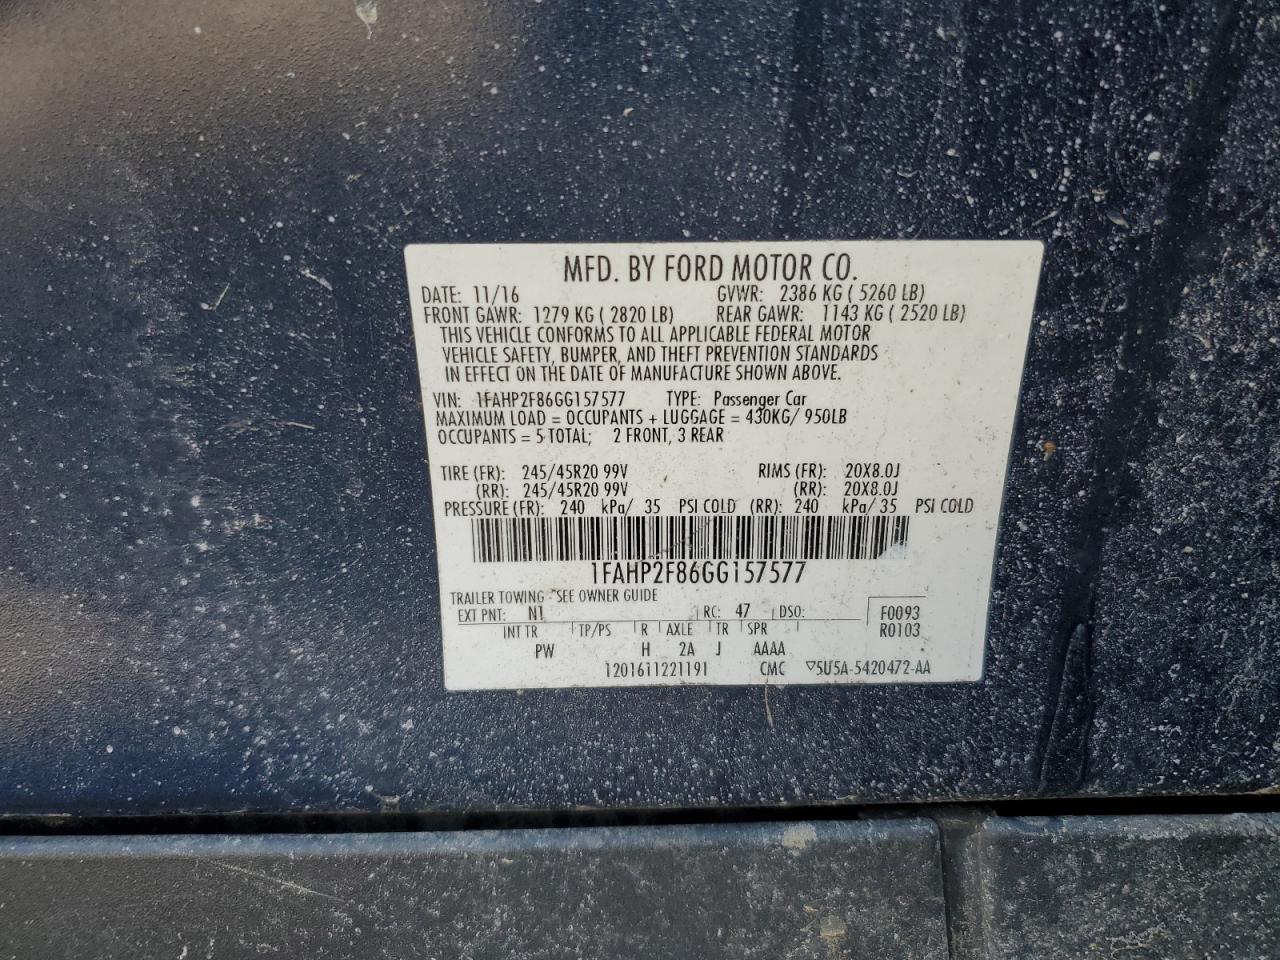 MFD. BY FORD MOTOR CO.
DATE: 11/16 GVWR: 2386 KG ( 5260 LB)
FRONT GAWR: 1279 KG ( 2820 LB) REAR GAWR: 1143 KG ( 2520 LB)
THIS VEHICLE CONFORMS TO ALL APPLICABLE FEDERAL MOTOR
VEHICLE SAFETY, BUMPER, AND THEFT PREVENTION STANDARDS
IN EFFECT ON THE DATE OF MANUFACTURE SHOWN ABOVE.
VIN: 1FAHP2F86GG157577 TYPE: Passenger Car
MAXIMUM LOAD = OCCUPANTS + LUGGAGE = 430KG/ 950LB
OCCUPANTS = 5 TOTAL; 2 FRONT, 3 REAR
TIRE (FR): 245/45R20 99V RIMS (FR): 20X8.0J
(RR): 245/45R20 99V (RR): 20X8.0J
PRESSURE (FR): 240 kPa/ 35 PSI COLD (RR): 240 kPa/ 35 PSI COLD
1FAHP2F86GG157577
TRAILER TOWING - SEE OWNER GUIDE
EXT PNT: N1 RC: 47 DSO: F0093
INT TR TP/PS R AXLE TR SPR R0103
PW H 2A J AAAA
1201611221191 CMC ▽5U5A-5420472-AA